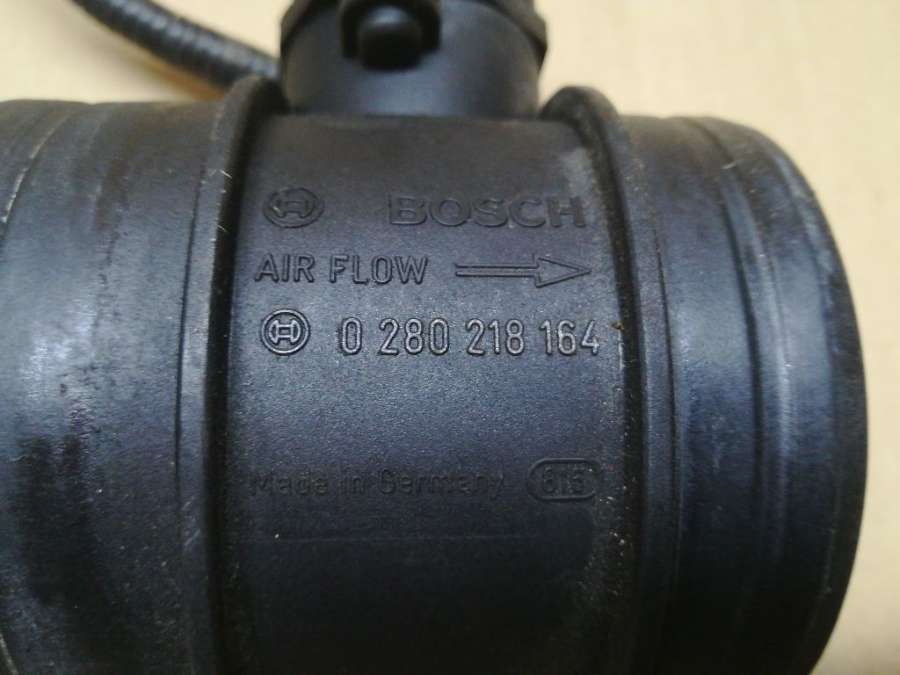 BOSCH
AIR FLOW
0 280 218 164
Made in Germany